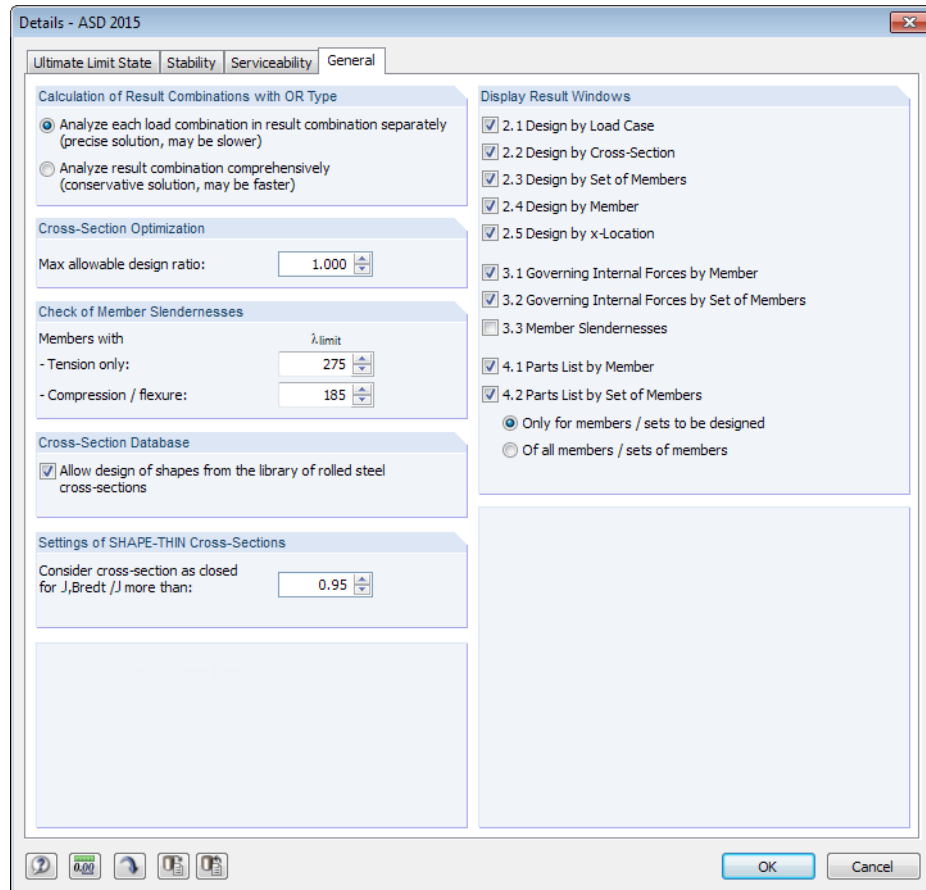 Details - ASD 2015
Ultimate Limit State
Stability
Serviceability
General
Calculation of Result Combinations with OR Type
Analyze each load combination in result combination separately
(precise solution, may be slower)
Analyze result combination comprehensively
(conservative solution, may be faster)
Cross-Section Optimization
Max allowable design ratio:
1.000
Check of Member Slendernesses
Members with
λlimit
- Tension only:
275
- Compression / flexure:
185
Cross-Section Database
Allow design of shapes from the library of rolled steel
cross-sections
Settings of SHAPE-THIN Cross-Sections
Consider cross-section as closed
for J,Bredt /J more than:
0.95
Display Result Windows
2.1 Design by Load Case
2.2 Design by Cross-Section
2.3 Design by Set of Members
2.4 Design by Member
2.5 Design by x-Location
3.1 Governing Internal Forces by Member
3.2 Governing Internal Forces by Set of Members
3.3 Member Slendernesses
4.1 Parts List by Member
4.2 Parts List by Set of Members
Only for members / sets to be designed
Of all members / sets of members
0.00
OK
Cancel